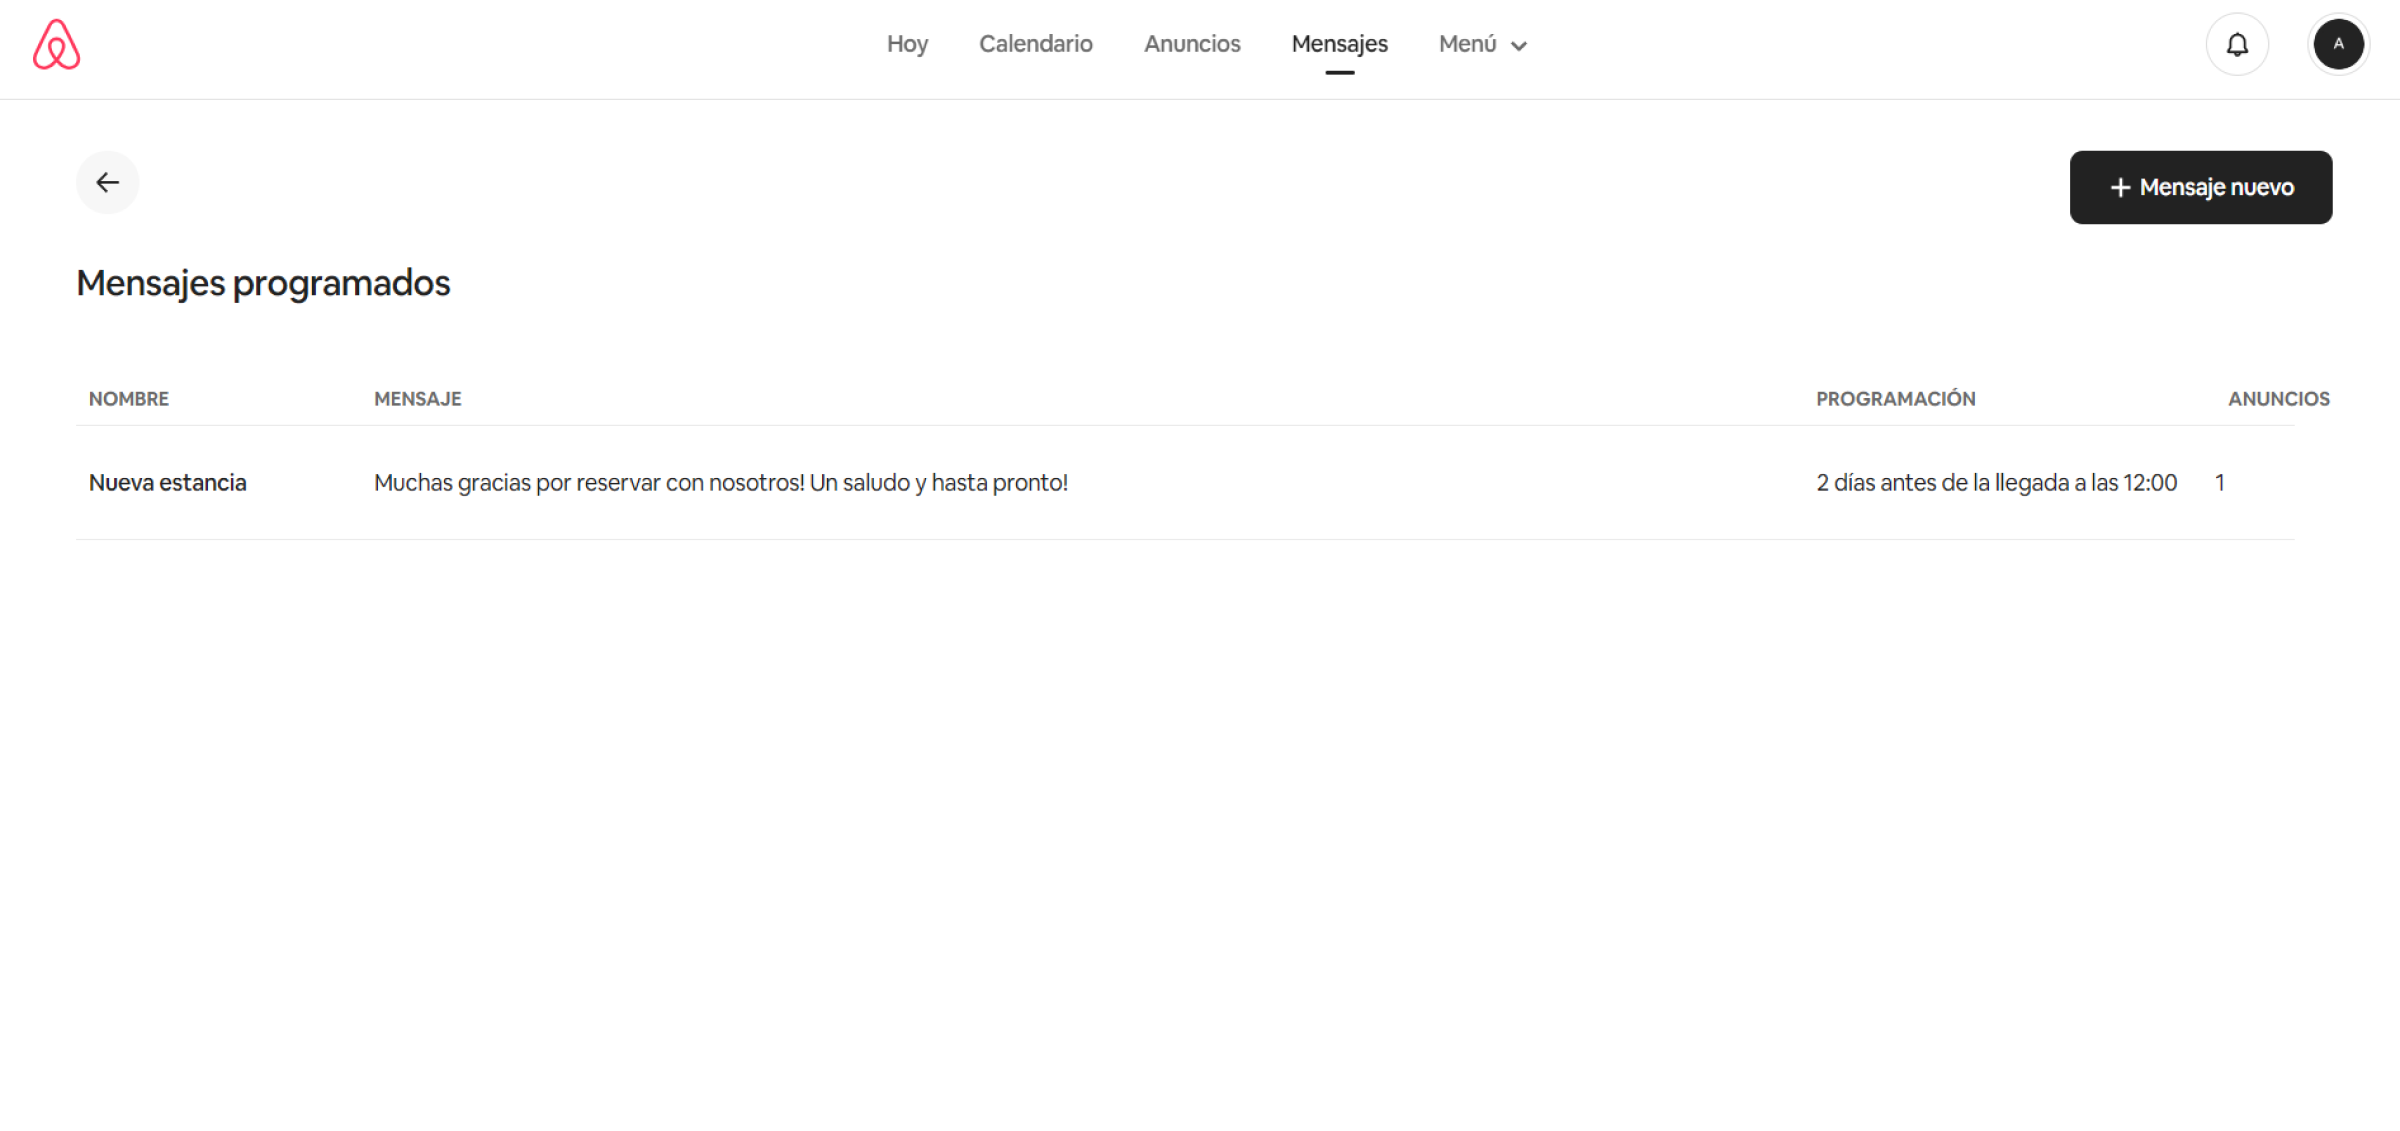 Hoy Calendario Anuncios Mensajes Menú A
+ Mensaje nuevo
Mensajes programados
NOMBRE MENSAJE PROGRAMACIÓN ANUNCIOS
Nueva estancia Muchas gracias por reservar con nosotros! Un saludo y hasta pronto! 2 días antes de la llegada a las 12:00 1